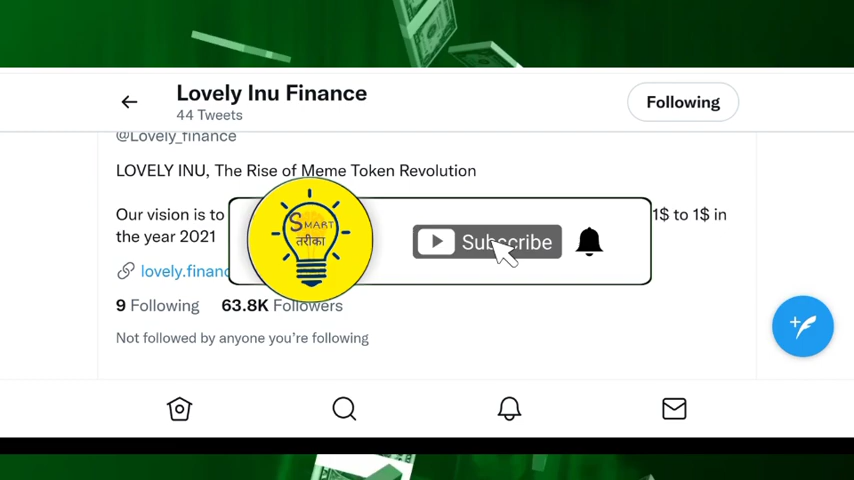 Lovely Inu Finance
44 Tweets
Following
@Lovely_finance
LOVELY INU, The Rise of Meme Token Revolution
Our vision is to
1$ to 1$ in
the year 2021
SMART
तरीका
Subscribe
lovely.financ
9 Following 63.8K Followers
Not followed by anyone you're following